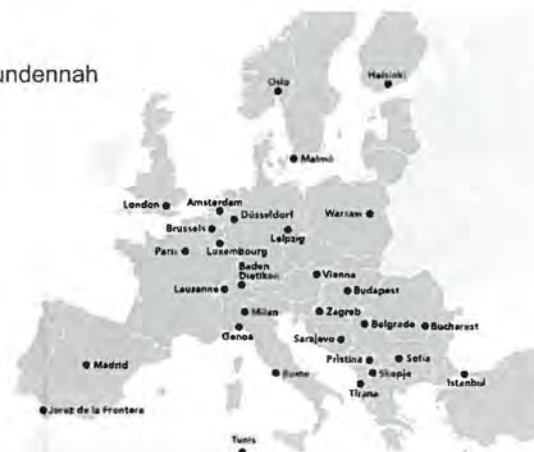 undennah
Oslo
Helsinki
Malmö
London
Amsterdam
Düsseldorf
Warsaw
Brussels
Leipzig
Paris
Luxembourg
Baden
Dietikon
Vienna
Lauzanne
Budapest
Milan
Zagreb
Genoa
Belgrade
Bucharest
Sarajevo
Pristina
Sofia
Madrid
Rome
Skopje
Tirana
Istanbul
Jerez de la Frontera
Tunis